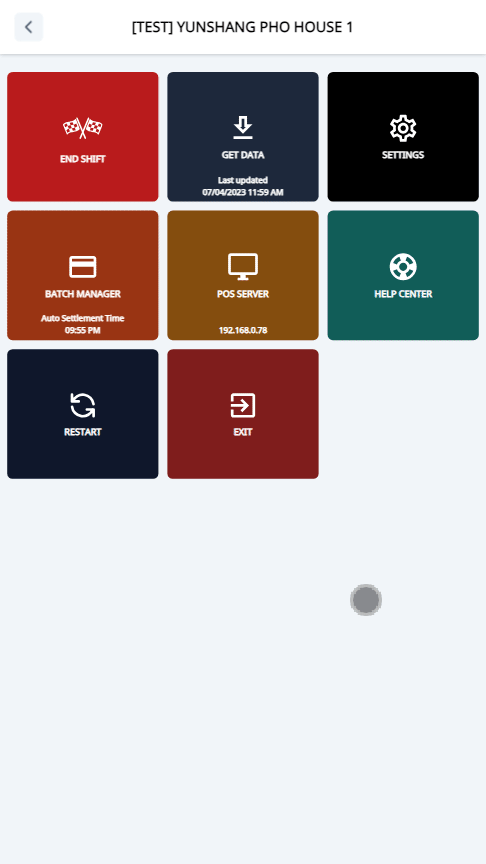 [TEST] YUNSHANG PHO HOUSE 1
END SHIFT
GET DATA
Last updated
07/04/2023 11:59 AM
SETTINGS
BATCH MANAGER
Auto Settlement Time
09:55 PM
POS SERVER
192.168.0.78
HELP CENTER
RESTART
EXIT